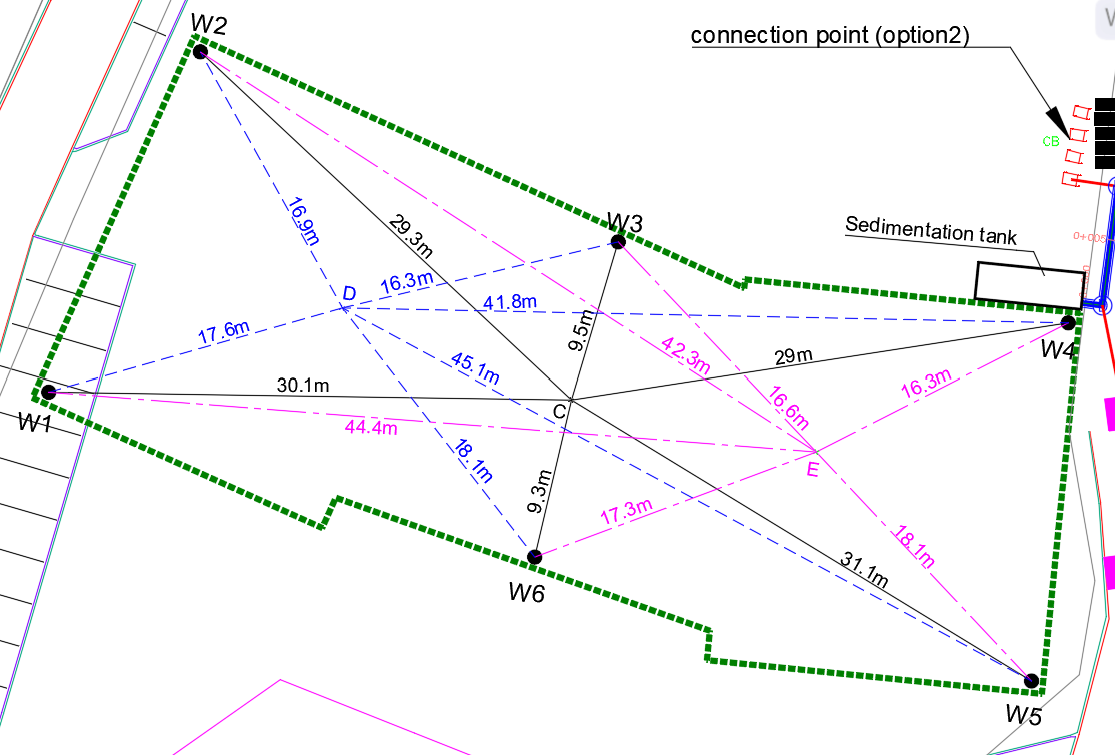 W2
connection point (option2)
W
CB
W3
Sedimentation tank
0+005
16.9m
29.3m
16.3m
D
41.8m
17.6m
9.5m
W4
42.3m
29m
45.1m
16.3m
30.1m
16.6m
C
W1
44.4m
E
18.1m
9.3m
17.3m
18.1m
31.1m
W6
W5